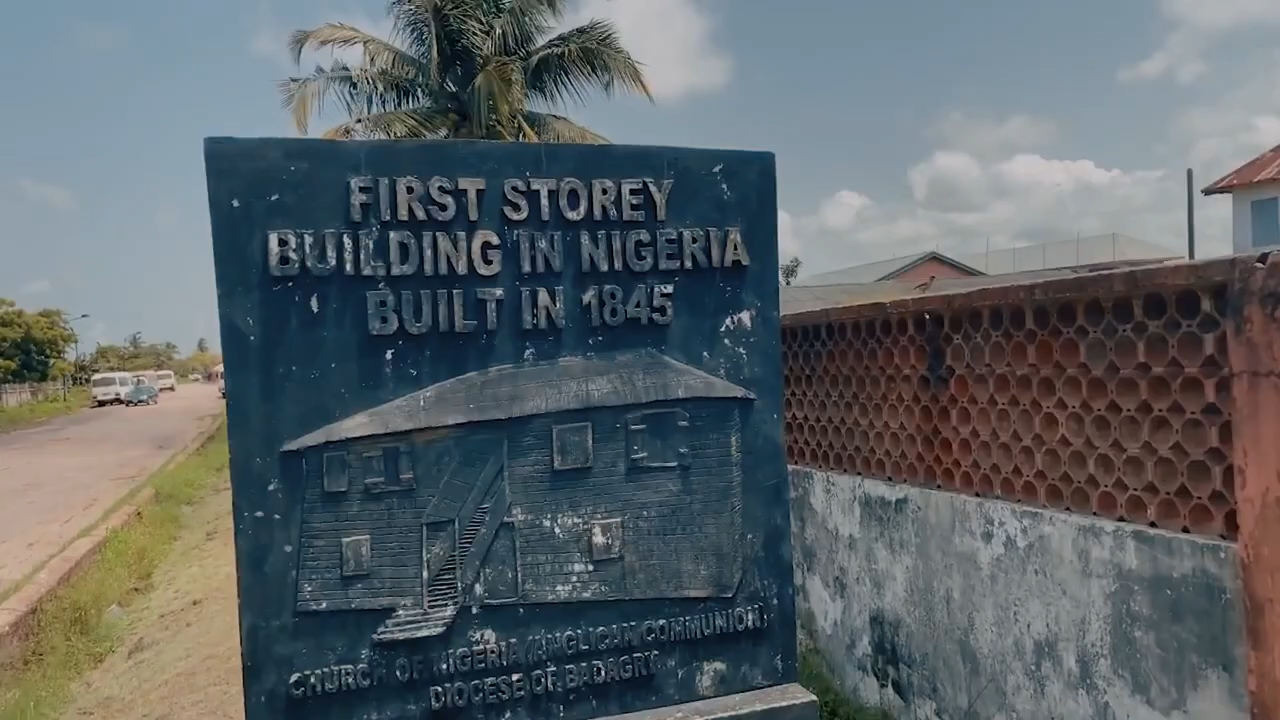 FIRST STOREY
BUILDING IN NIGERIA
BUILT IN 1845
CHURCH OF NIGERIA (ANGLICAN COMMUNION)
DIOCESE OF BADAGRY